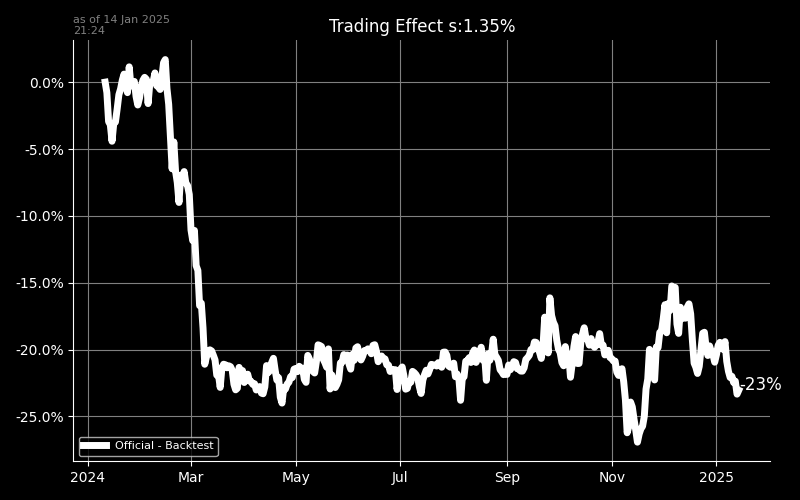 as of 14 Jan 2025
21:24
Trading Effect s:1.35%
0.0%
-5.0%
-10.0%
-15.0%
-20.0%
-25.0%
-23%
Official - Backtest
2024 Mar May Jul Sep Nov 2025